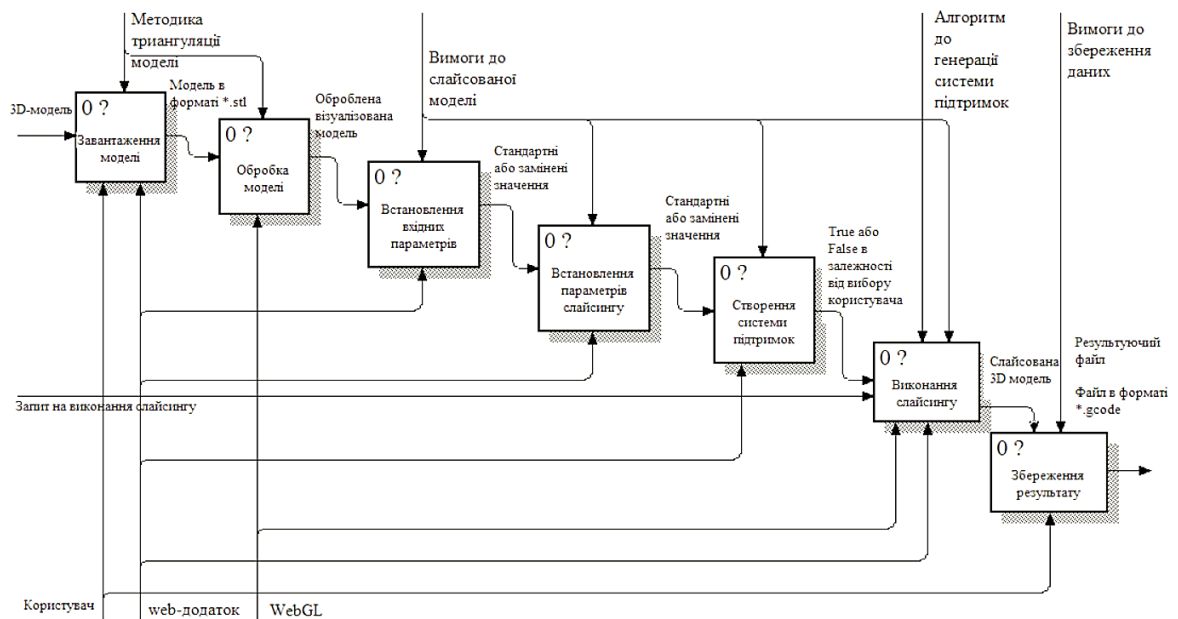 Методика
триангуляції
моделі
Вимоги до
слайсованої
моделі
Алгоритм
до
генерації
системи
підтримок
Вимоги до
збереження
даних
3D-модель
0 ?
Завантаження
моделі
Модель в
форматі *.stl
0 ?
Обробка
моделі
Оброблена
візуалізована
модель
0 ?
Встановлення
вхідних
параметрів
Стандартні
або замінені
значення
0 ?
Встановлення
параметрів
слайсингу
Стандартні
або замінені
значення
0 ?
Створення
системи
підтримок
True або
False в
залежності
від вибору
користувача
0 ?
Виконання
слайсингу
Слайсована
3D модель
Результуючий
файл
Файл в форматі
*.gcode
0 ?
Збереження
результату
Запит на виконання слайсингу
Користувач
web-додаток
WebGL